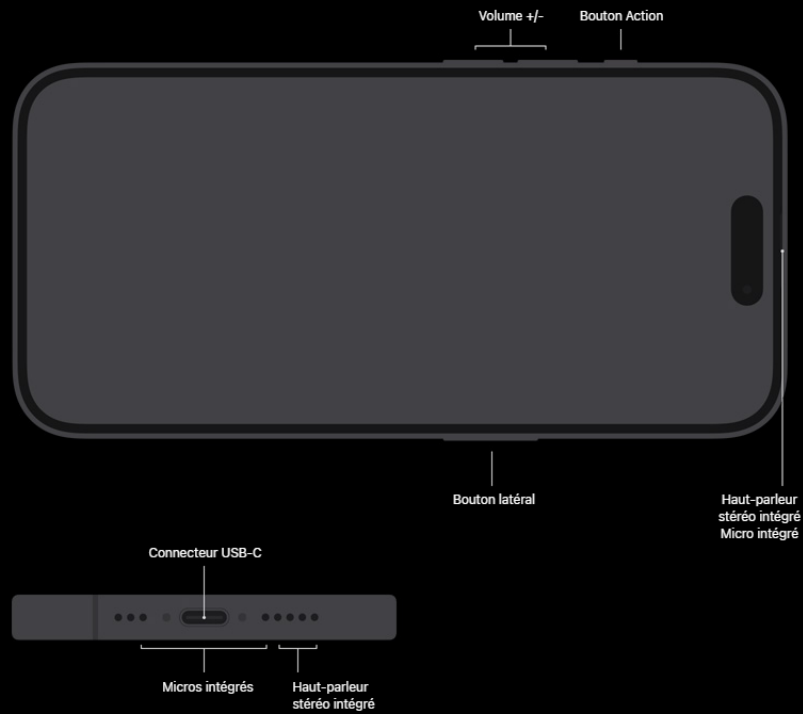 Volume +/-
Bouton Action
Bouton latéral
Haut-parleur
stéréo intégré
Micro intégré
Connecteur USB-C
Micros intégrés
Haut-parleur
stéréo intégré